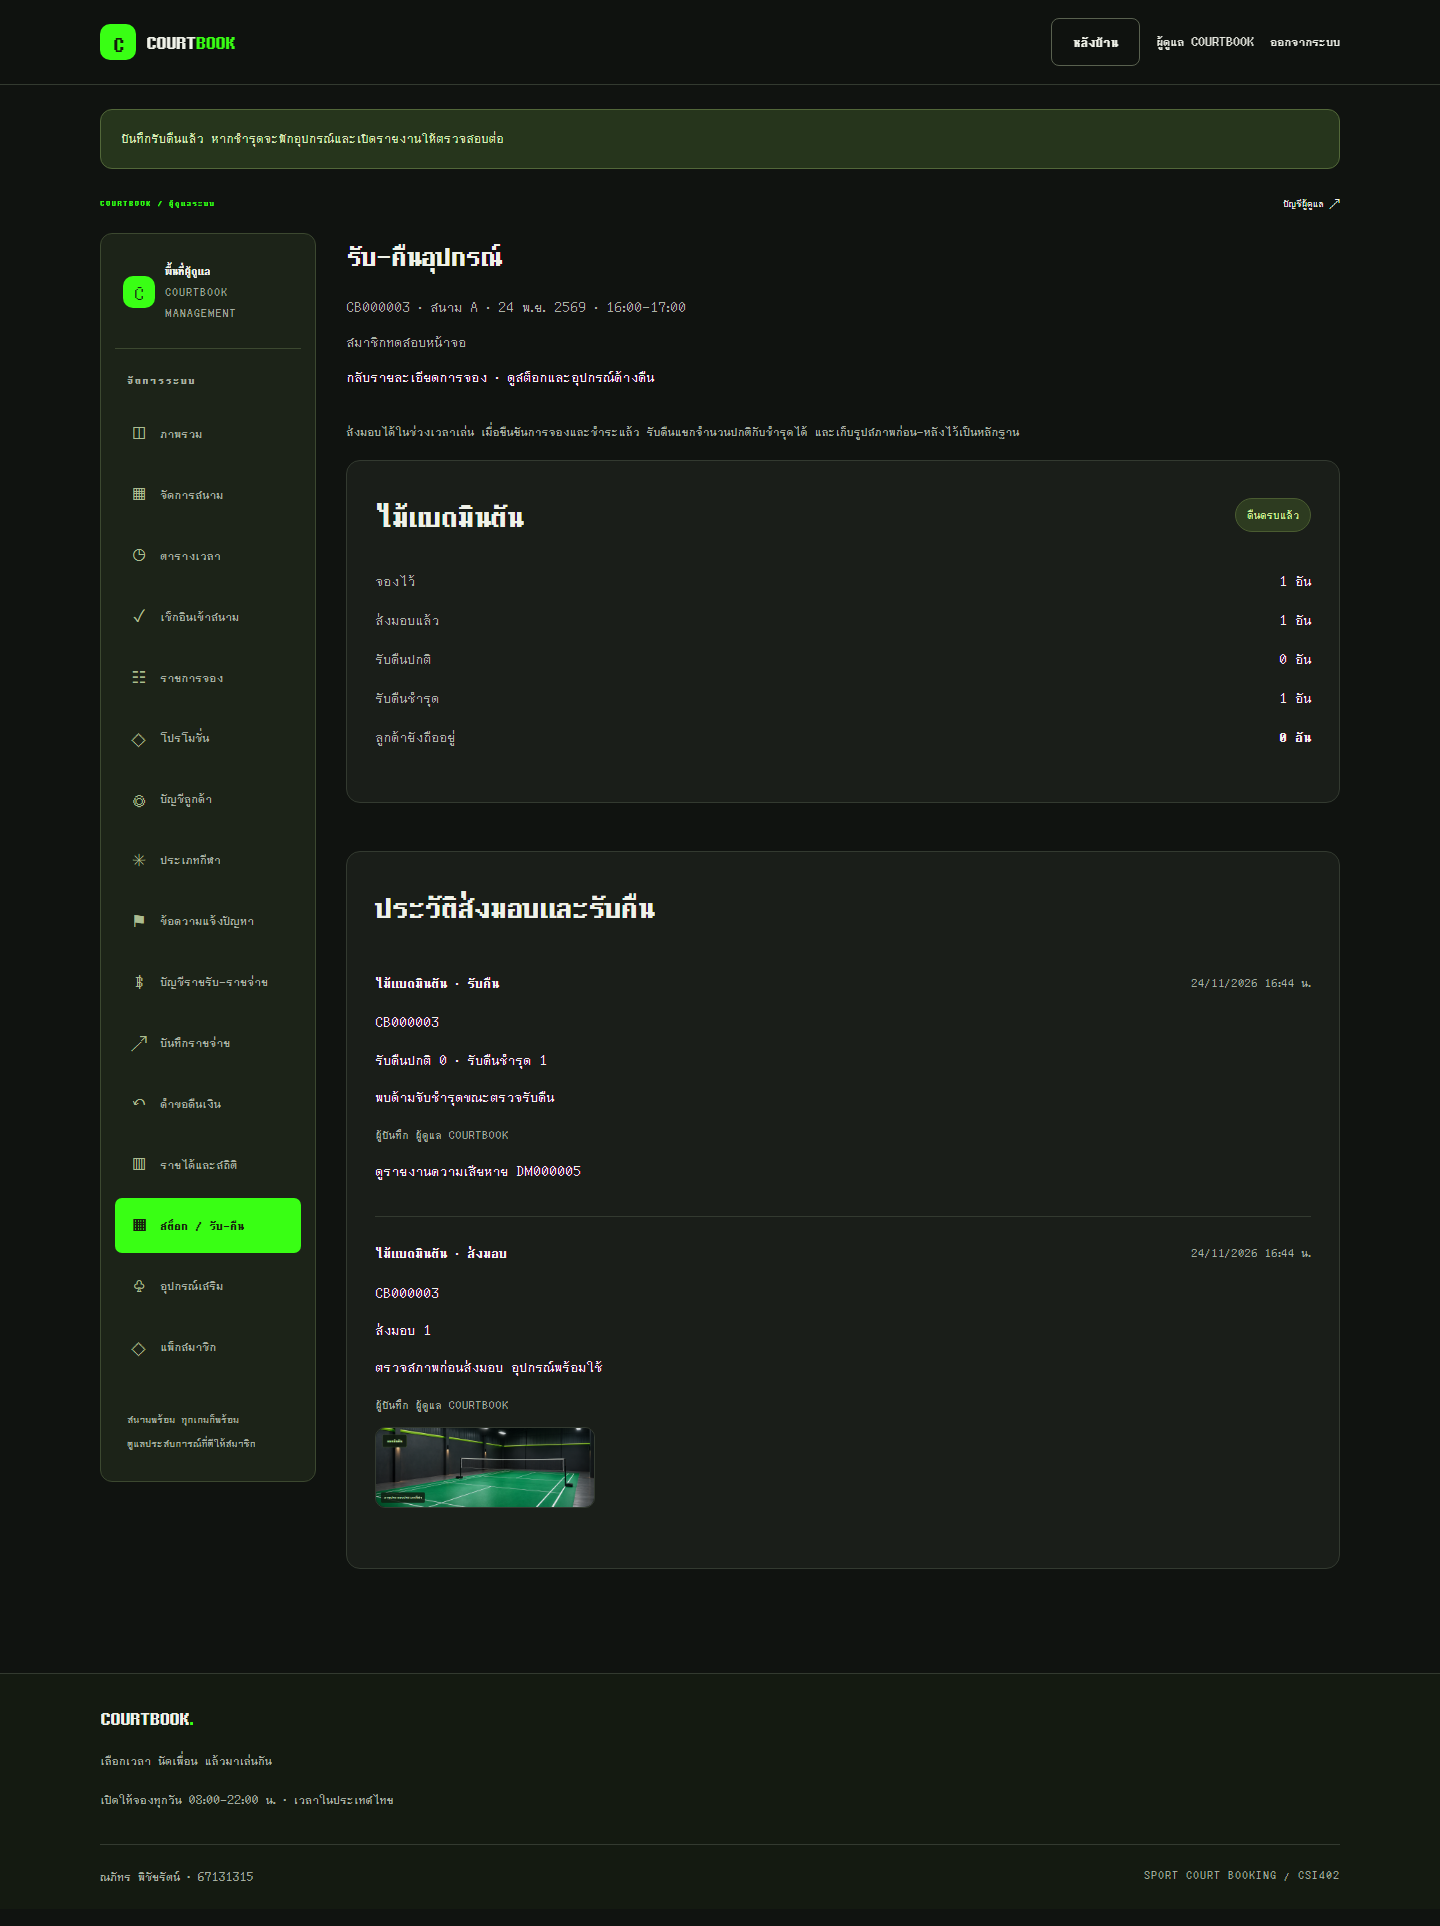 C COURTBOOK
หลังบ้าน
ผู้ดูแล COURTBOOK
ออกจากระบบ
บันทึกรับคืนแล้ว หากชำรุดจะพักอุปกรณ์และเปิดรายงานให้ตรวจสอบต่อ
COURTBOOK / ผู้ดูแลระบบ
บัญชีผู้ดูแล ↗
C
พื้นที่ผู้ดูแล
COURTBOOK
MANAGEMENT
จัดการระบบ
ภาพรวม
จัดการสนาม
ตารางเวลา
เช็กอินเข้าสนาม
รายการจอง
โปรโมชั่น
บัญชีลูกค้า
ประเภทกีฬา
ข้อความแจ้งปัญหา
฿ บัญชีรายรับ-รายจ่าย
บันทึกรายจ่าย
คำขอคืนเงิน
รายได้และสถิติ
สต็อก / รับ-คืน
อุปกรณ์เสริม
แพ็กสมาชิก
สนามพร้อม ทุกเกมก็พร้อม
ดูแลประสบการณ์ที่ดีให้สมาชิก
รับ-คืนอุปกรณ์
CB000003 · สนาม A · 24 พ.ย. 2569 · 16:00-17:00
สมาชิกทดสอบหน้าจอ
กลับรายละเอียดการจอง · ดูสต็อกและอุปกรณ์ค้างคืน
ส่งมอบได้ในช่วงเวลาเล่น เมื่อยืนยันการจองและชำระแล้ว รับคืนแยกจำนวนปกติกับชำรุดได้ และเก็บรูปสภาพก่อน-หลังไว้เป็นหลักฐาน
ไม้แบดมินตัน
คืนครบแล้ว
จองไว้ 1 อัน
ส่งมอบแล้ว 1 อัน
รับคืนปกติ 0 อัน
รับคืนชำรุด 1 อัน
ลูกค้ายังถืออยู่ 0 อัน
ประวัติส่งมอบและรับคืน
ไม้แบดมินตัน · รับคืน 24/11/2026 16:44 น.
CB000003
รับคืนปกติ 0 · รับคืนชำรุด 1
พบด้ามจับชำรุดขณะตรวจรับคืน
ผู้บันทึก ผู้ดูแล COURTBOOK
ดูรายงานความเสียหาย DM000005
ไม้แบดมินตัน · ส่งมอบ 24/11/2026 16:44 น.
CB000003
ส่งมอบ 1
ตรวจสภาพก่อนส่งมอบ อุปกรณ์พร้อมใช้
ผู้บันทึก ผู้ดูแล COURTBOOK
COURTBOOK.
เลือกเวลา นัดเพื่อน แล้วมาเล่นกัน
เปิดให้จองทุกวัน 08:00-22:00 น. · เวลาในประเทศไทย
ณภัทร พิชัยรัตน์ · 67131315
SPORT COURT BOOKING / CSI402